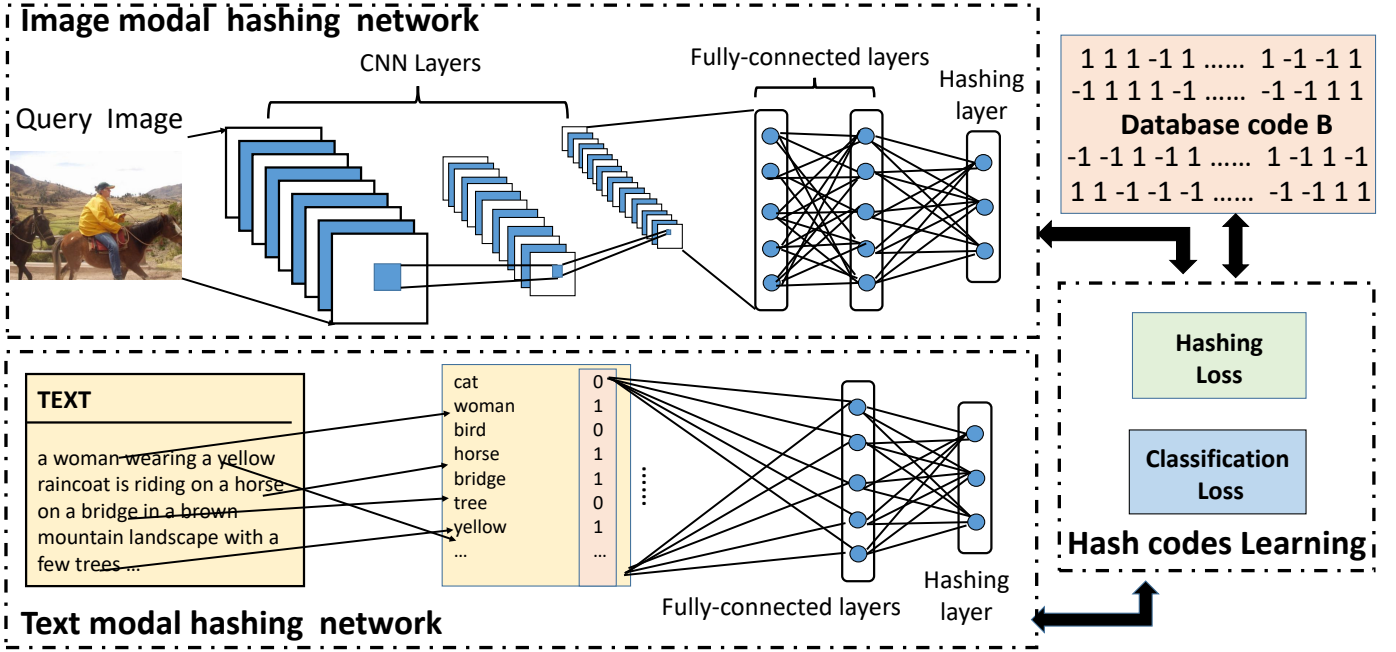 Image modal hashing network
CNN Layers
Fully-connected layers
Hashing
layer
Query Image
1 1 1 -1 1 ...... 1 -1 -1 1
-1 1 1 1 -1 ...... -1 -1 1 1
Database code B
-1 -1 1 -1 1 ...... 1 -1 1 -1
1 1 -1 -1 -1 ...... -1 -1 1 1
TEXT
a woman wearing a yellow
raincoat is riding on a horse
on a bridge in a brown
mountain landscape with a
few trees ...
cat 0
woman 1
bird 0
horse 1
bridge 1
tree 0
yellow 1
... ...
......
Fully-connected layers
Hashing
layer
Text modal hashing network
Hashing
Loss
Classification
Loss
Hash codes Learning